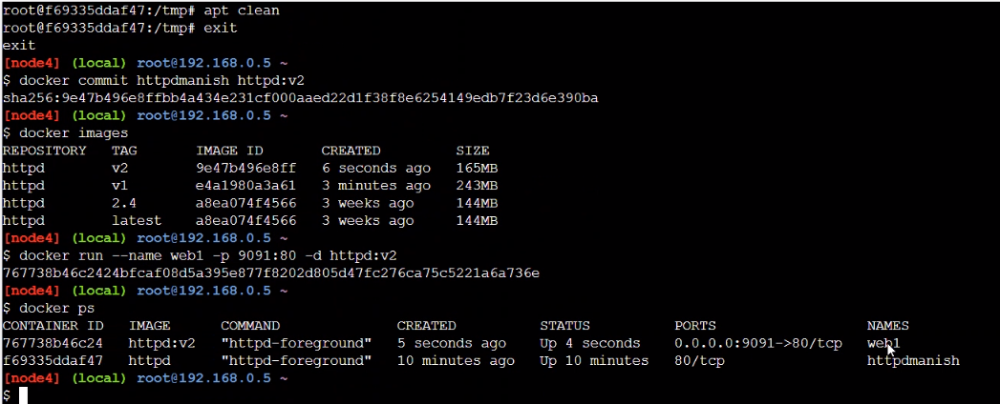 root@f69335ddaf47:/tmp# apt clean
root@f69335ddaf47:/tmp# exit
exit
[node4] (local) root@192.168.0.5 ~
$ docker commit httpdmanish httpd:v2
sha256:9e47b496e8ffbb4a434e231cf000aaed22d1f38f8e6254149edb7f23d6e390ba
[node4] (local) root@192.168.0.5 ~
$ docker images
REPOSITORY   TAG       IMAGE ID       CREATED         SIZE
httpd        v2        9e47b496e8ff   6 seconds ago   165MB
httpd        v1        e4a1980a3a61   3 minutes ago   243MB
httpd        2.4       a8ea074f4566   3 weeks ago     144MB
httpd        latest    a8ea074f4566   3 weeks ago     144MB
[node4] (local) root@192.168.0.5 ~
$ docker run --name web1 -p 9091:80 -d httpd:v2
767738b46c2424bfcaf08d5a395e877f8202d805d47fc276ca75c5221a6a736e
[node4] (local) root@192.168.0.5 ~
$ docker ps
CONTAINER ID   IMAGE      COMMAND              CREATED          STATUS          PORTS                  NAMES
767738b46c24   httpd:v2   "httpd-foreground"   5 seconds ago    Up 4 seconds    0.0.0.0:9091->80/tcp   web1
f69335ddaf47   httpd      "httpd-foreground"   10 minutes ago   Up 10 minutes   80/tcp                 httpdmanish
[node4] (local) root@192.168.0.5 ~
$